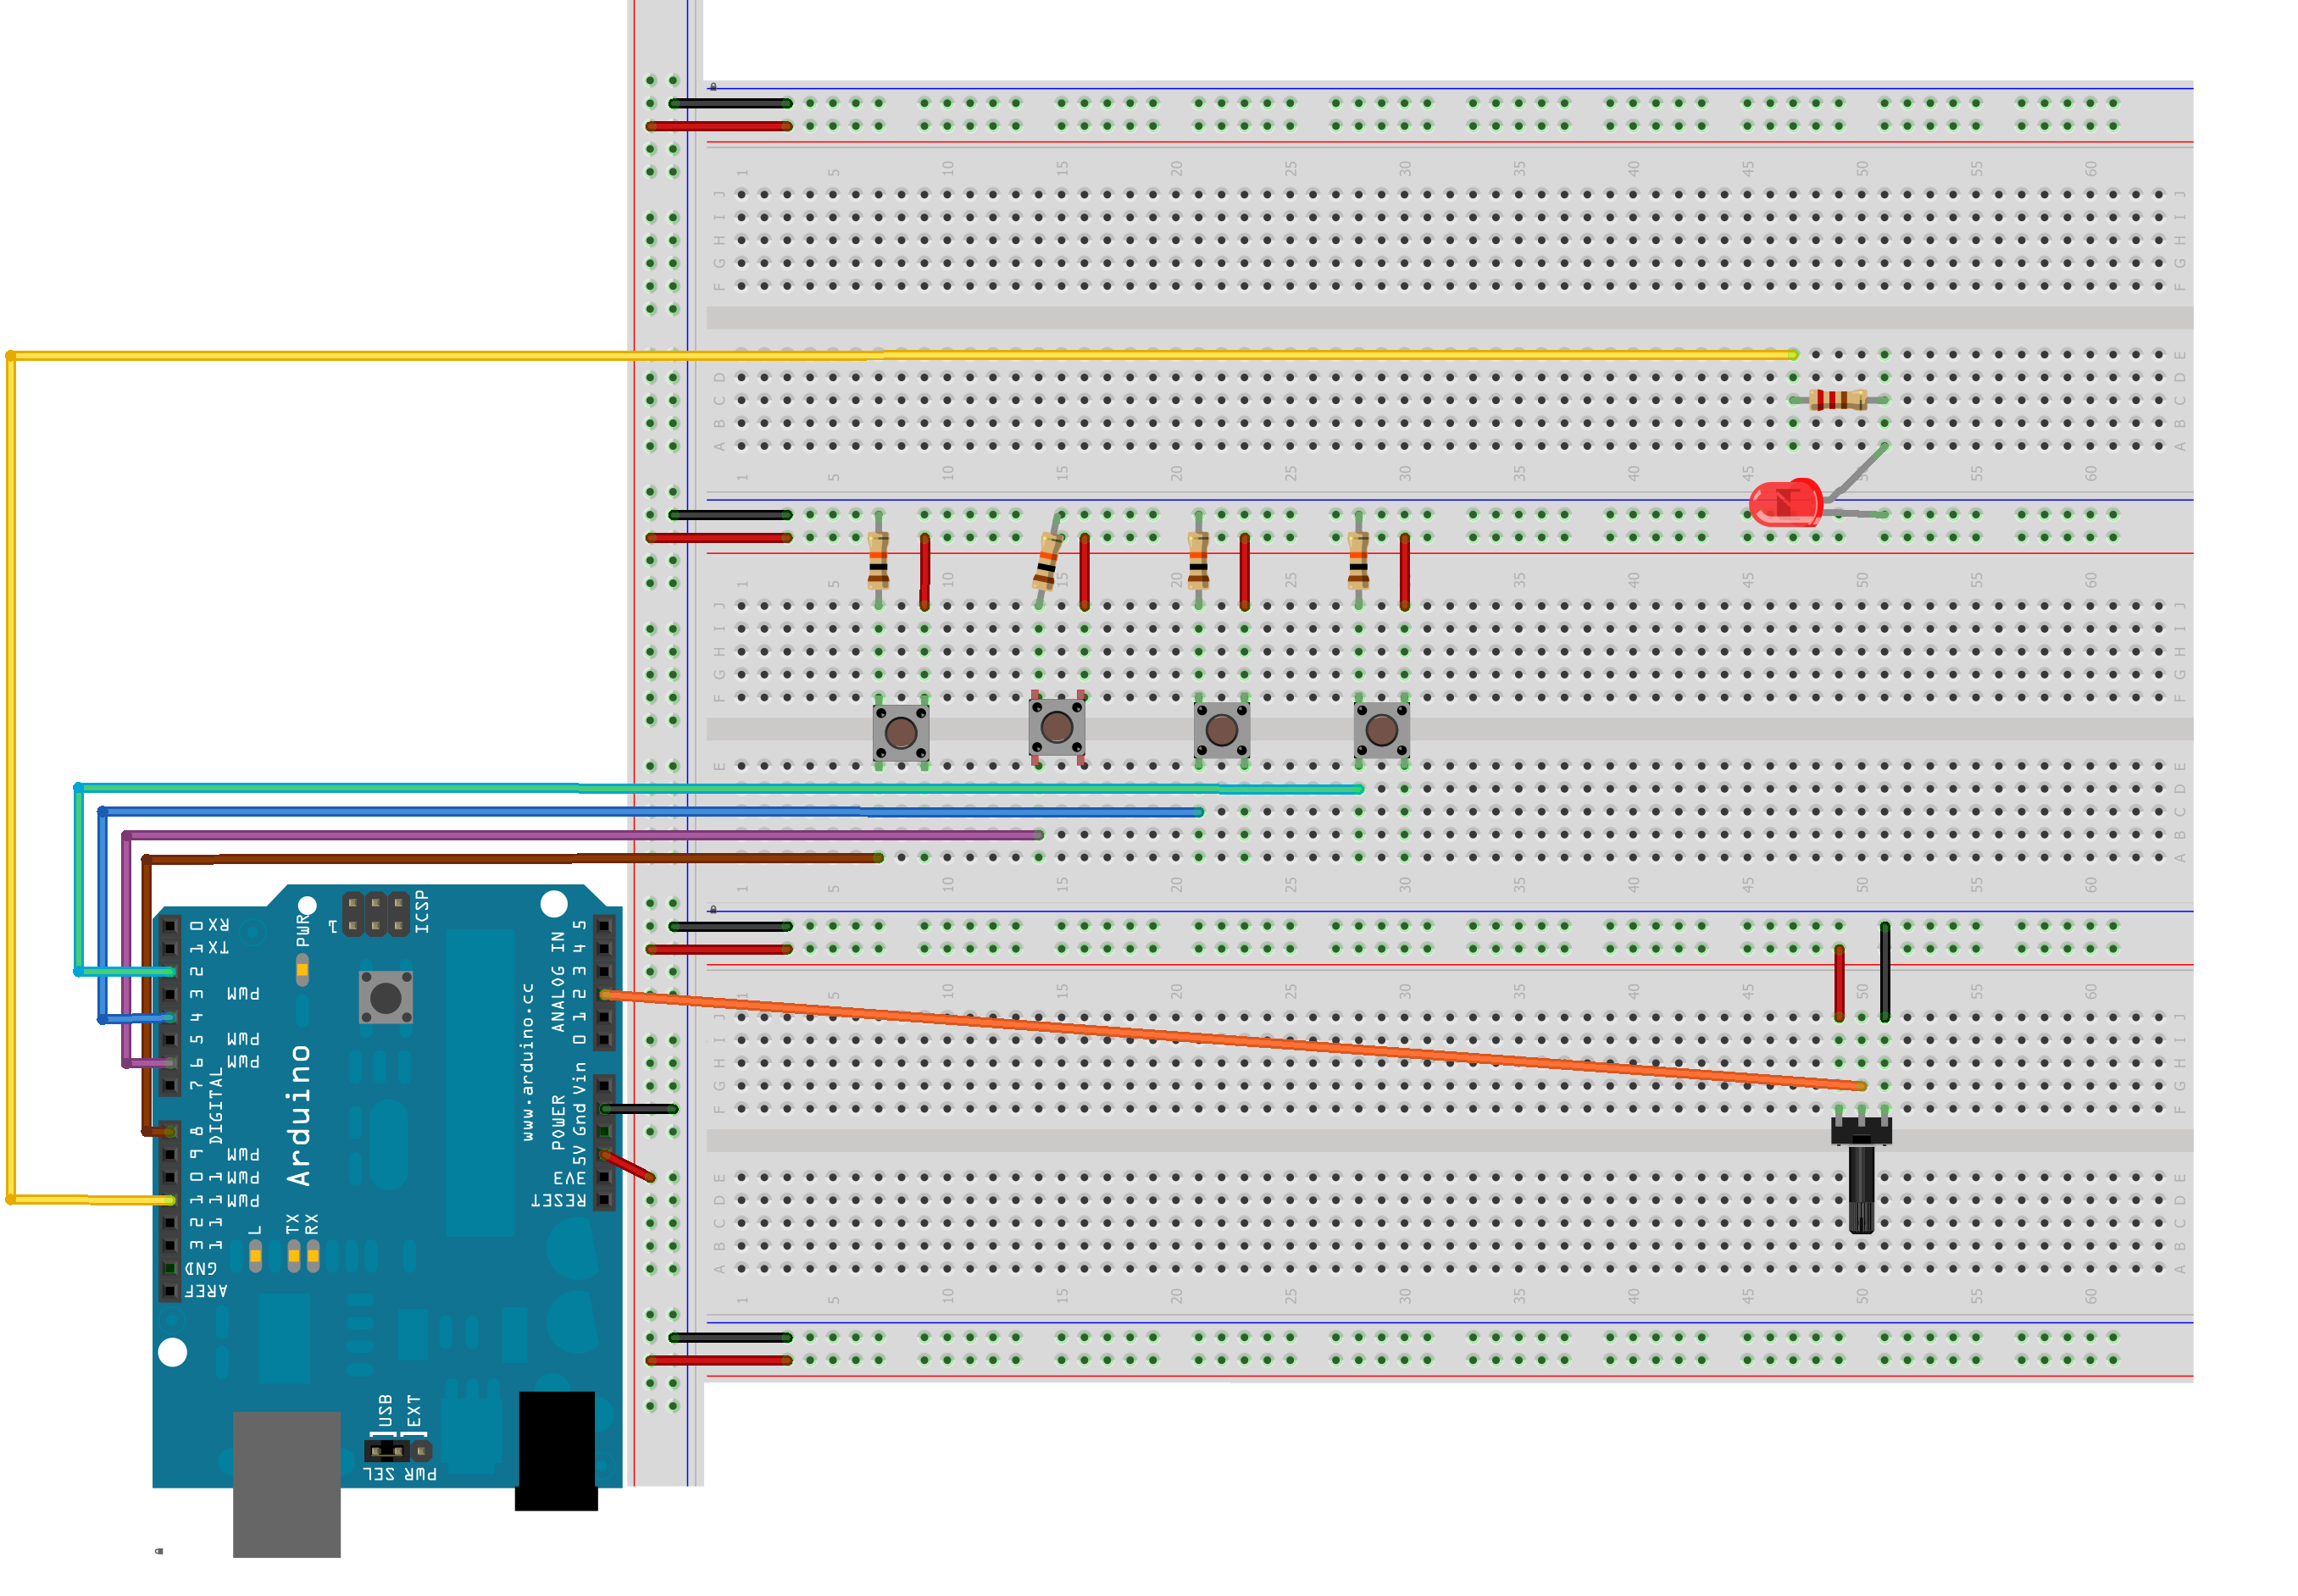 1 5 10 15 20 25 30 35 40 45 50 55 60
J J
I I
H H
G G
F F
E
D D
C C
B B
A A
1 5 10 15 20 25 30 35 40 45 50 55 60
1 5 10 15 20 25 30 35 40 45 50 55 60
J J
I I
H H
G G
F F
E E
D
C
B
A
1 5 10 15 20 25 30 35 40 45 50 55 60
1 5 10 15 20 25 30 35 40 45 50 55 60
J J
I I
H H
G G
F F
E E
D D
C C
B B
A A
1 5 10 15 20 25 30 35 40 45 50 55 60
RX 0
TX 1
2
PWM 3
4
PWM 5
PWM 6
7
8
PWM 9
PWM 10
PWM 11
12
13
GND
AREF
DIGITAL
PWR
1
ICSP
Arduino
www.arduino.cc
ANALOG IN
0 1 2 3 4 5
POWER
5V Gnd Vin
3V3
RESET
L
TX
RX
USB
EXT
PWR SEL